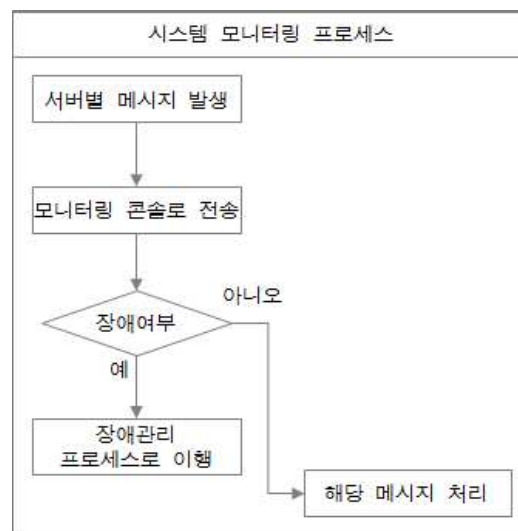 시스템 모니터링 프로세스
서버별 메시지 발생
모니터링 콘솔로 전송
아니오
장애여부
예
장애관리
프로세스로 이행
해당 메시지 처리